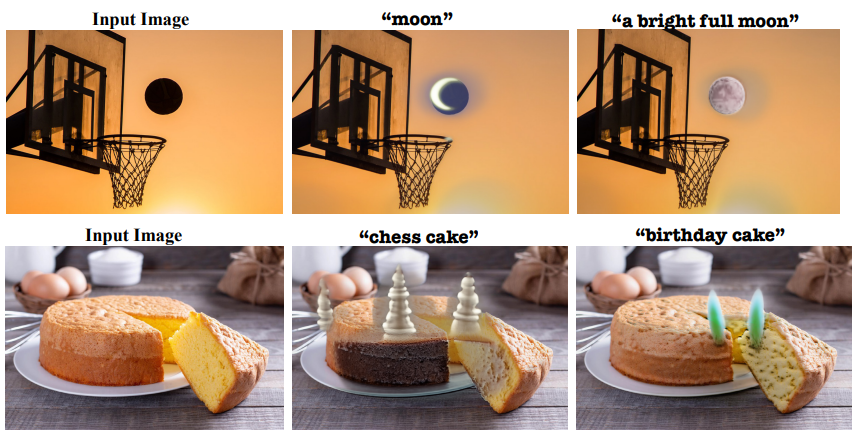 Input Image
“moon”
“a bright full moon”
Input Image
“chess cake”
“birthday cake”